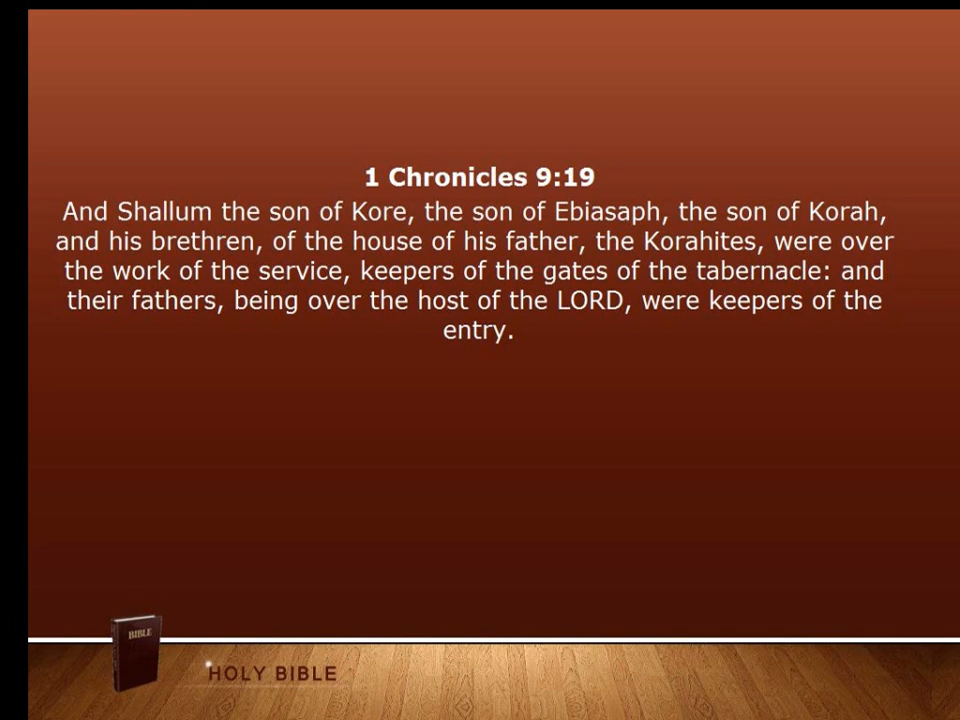 1 Chronicles 9:19
And Shallum the son of Kore, the son of Ebiasaph, the son of Korah,
and his brethren, of the house of his father, the Korahites, were over
the work of the service, keepers of the gates of the tabernacle: and
their fathers, being over the host of the LORD, were keepers of the
entry.
BIBLE
HOLY BIBLE